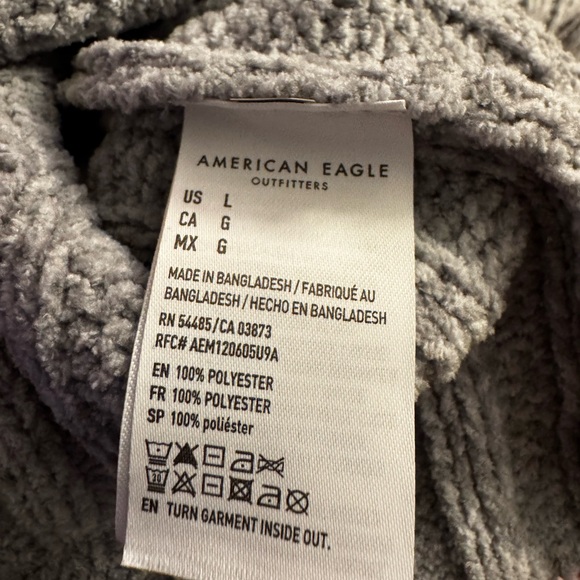 AMERICAN EAGLE
OUTFITTERS
US L
CA G
MX G
MADE IN BANGLADESH / FABRIQUÉ AU
BANGLADESH / HECHO EN BANGLADESH
RN 54485/CA 03873
RFC# AEM120605U9A
EN 100% POLYESTER
FR 100% POLYESTER
SP 100% poliéster
30
EN TURN GARMENT INSIDE OUT.